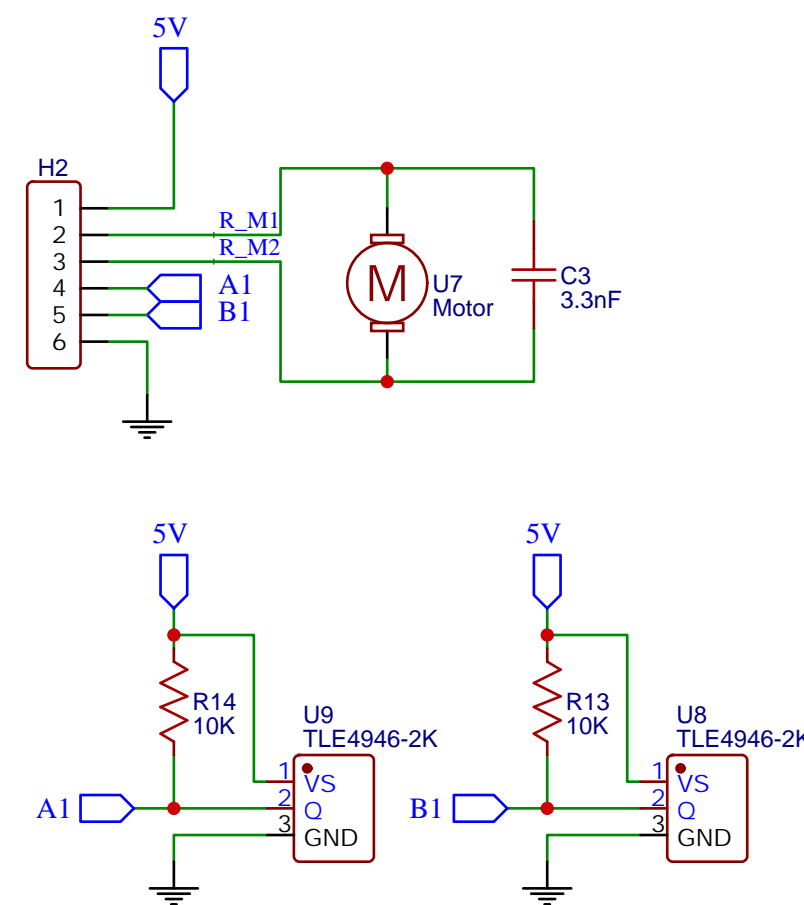 5V
H2
1
2
3
4
5
6
R_M1
R_M2
A1
B1
M
U7
Motor
C3
3.3nF
5V
R14
10K
U9
TLE4946-2K
1
2
3
VS
Q
GND
A1
5V
R13
10K
U8
TLE4946-2K
1
2
3
VS
Q
GND
B1